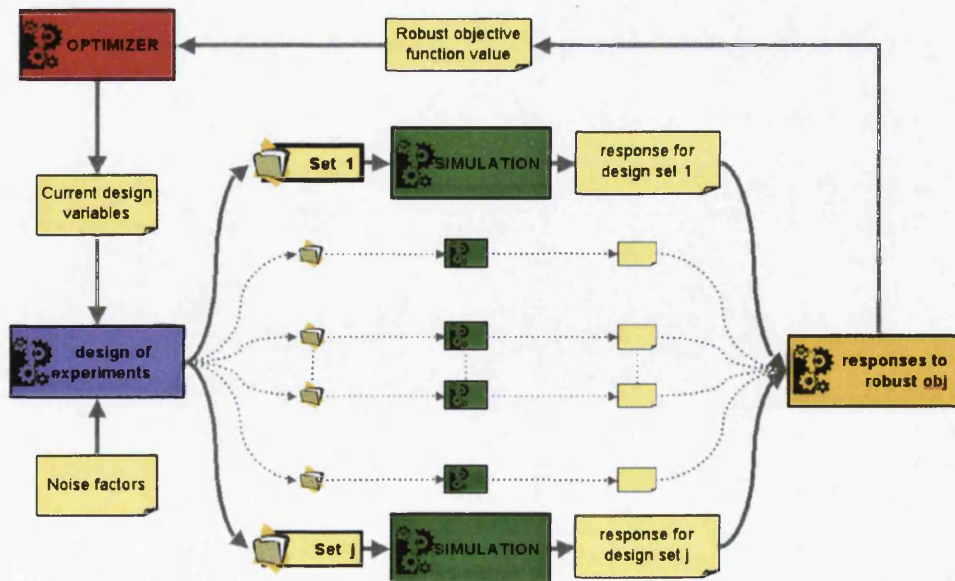 OPTIMIZER
Robust objective
function value
Set 1
SIMULATION
response for
design set 1
Current design
variables
design of
experiments
responses to
robust obj
Noise factors
Set j
SIMULATION
response for
design set j